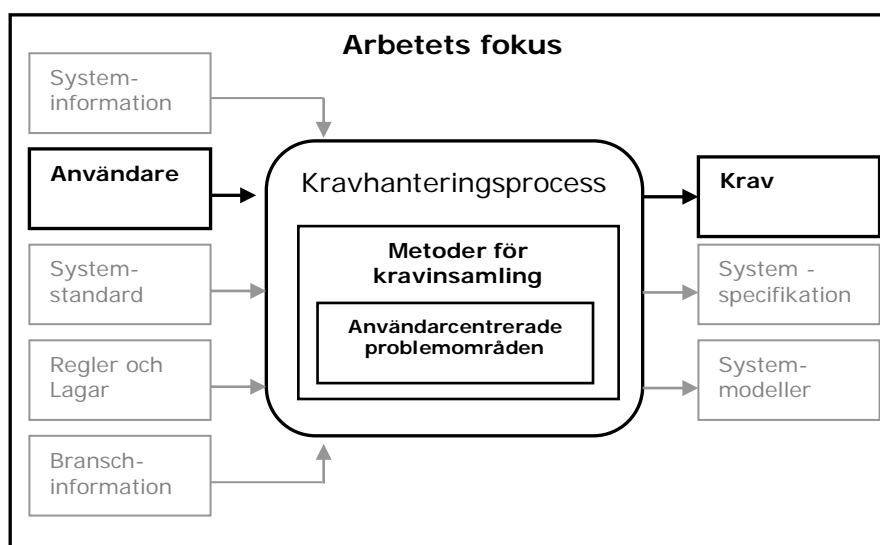 Arbetets fokus
System-
information
Användare
System-
standard
Regler och
Lagar
Bransch-
information
Kravhanteringsprocess
Metoder för
kravinsamling
Användarcentrerade
problemområden
Krav
System -
specifikation
System-
modeller